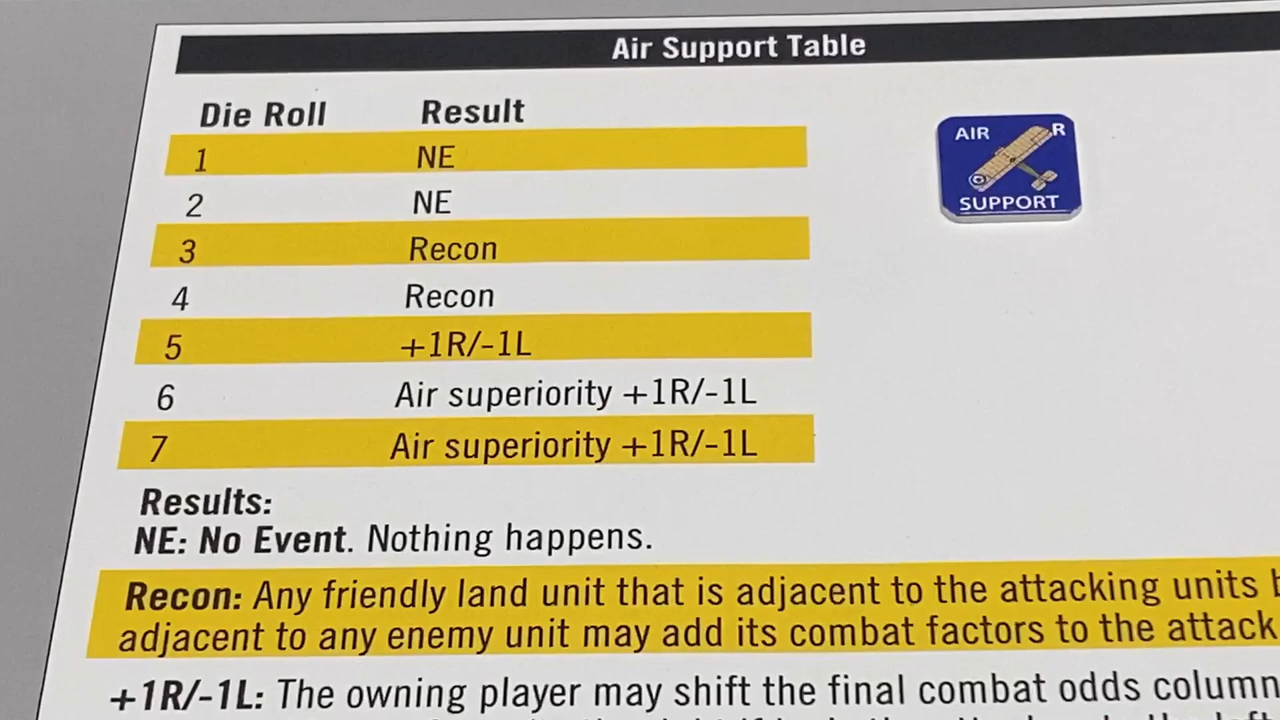 Air Support Table
Die Roll Result
1 NE
2 NE
3 Recon
4 Recon
5 +1R/-1L
6 Air superiority +1R/-1L
7 Air superiority +1R/-1L
AIR R
SUPPORT
Results:
NE: No Event. Nothing happens.
Recon: Any friendly land unit that is adjacent to the attacking units
adjacent to any enemy unit may add its combat factors to the attack
+1R/-1L: The owning player may shift the final combat odds column